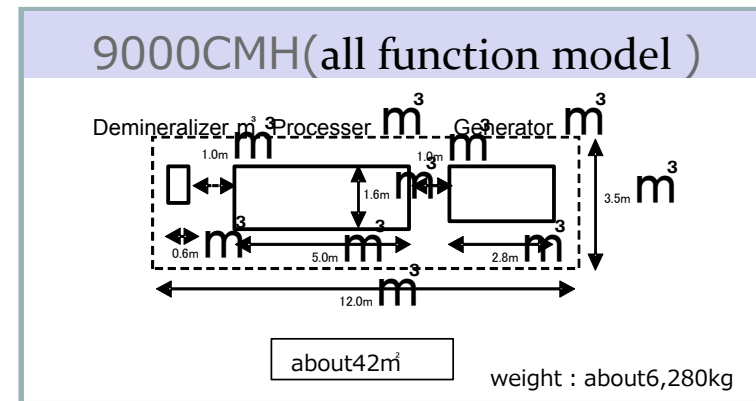 9000CMH(all function model )
Demineralizer ㎥ Processer ㎥ Generator ㎥
1.0m ㎥ 1.0m ㎥
1.6m ㎥ 3.5m ㎥
0.6m ㎥ 5.0m ㎥ 2.8m ㎥
12.0m ㎥
about42㎡
weight : about6,280kg